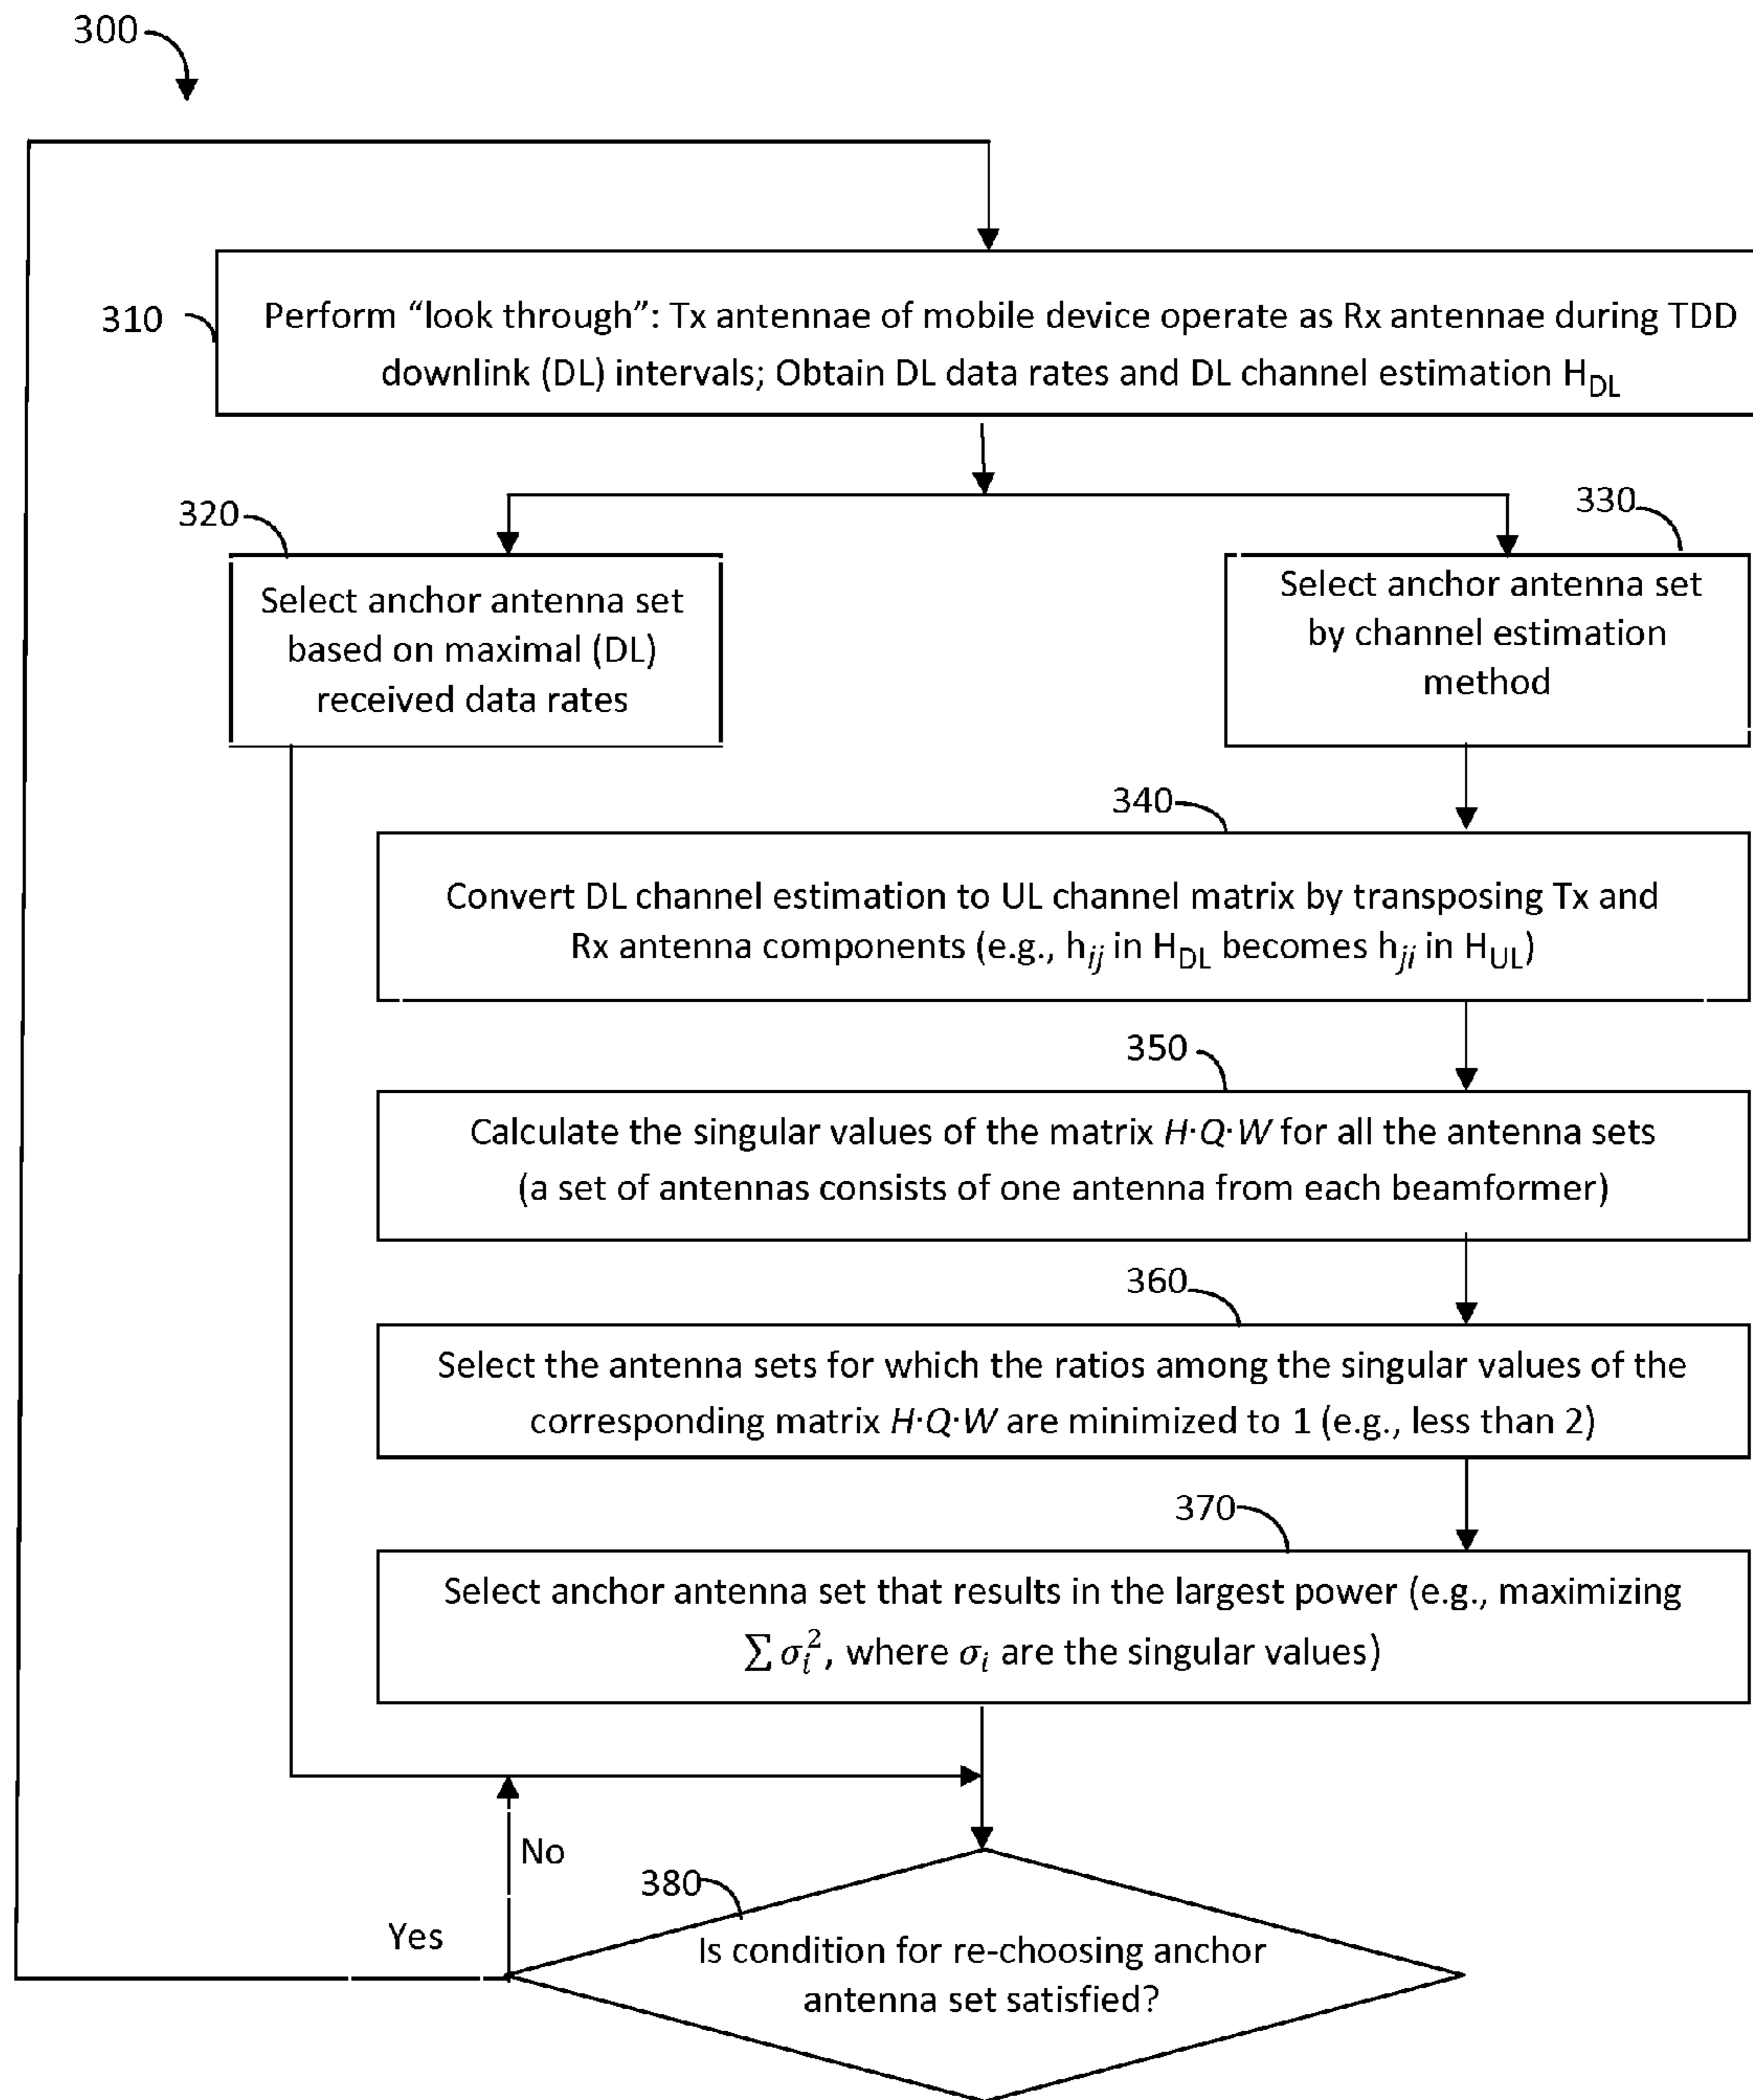 300
310
Perform “look through”: Tx antennae of mobile device operate as Rx antennae during TDD
downlink (DL) intervals; Obtain DL data rates and DL channel estimation H_DL
320
Select anchor antenna set
based on maximal (DL)
received data rates
330
Select anchor antenna set
by channel estimation
method
340
Convert DL channel estimation to UL channel matrix by transposing Tx and
Rx antenna components (e.g., h_ij in H_DL becomes h_ji in H_UL)
350
Calculate the singular values of the matrix H·Q·W for all the antenna sets
(a set of antennas consists of one antenna from each beamformer)
360
Select the antenna sets for which the ratios among the singular values of the
corresponding matrix H·Q·W are minimized to 1 (e.g., less than 2)
370
Select anchor antenna set that results in the largest power (e.g., maximizing
∑ σ_i^2, where σ_i are the singular values)
No
380
Yes
Is condition for re-choosing anchor
antenna set satisfied?